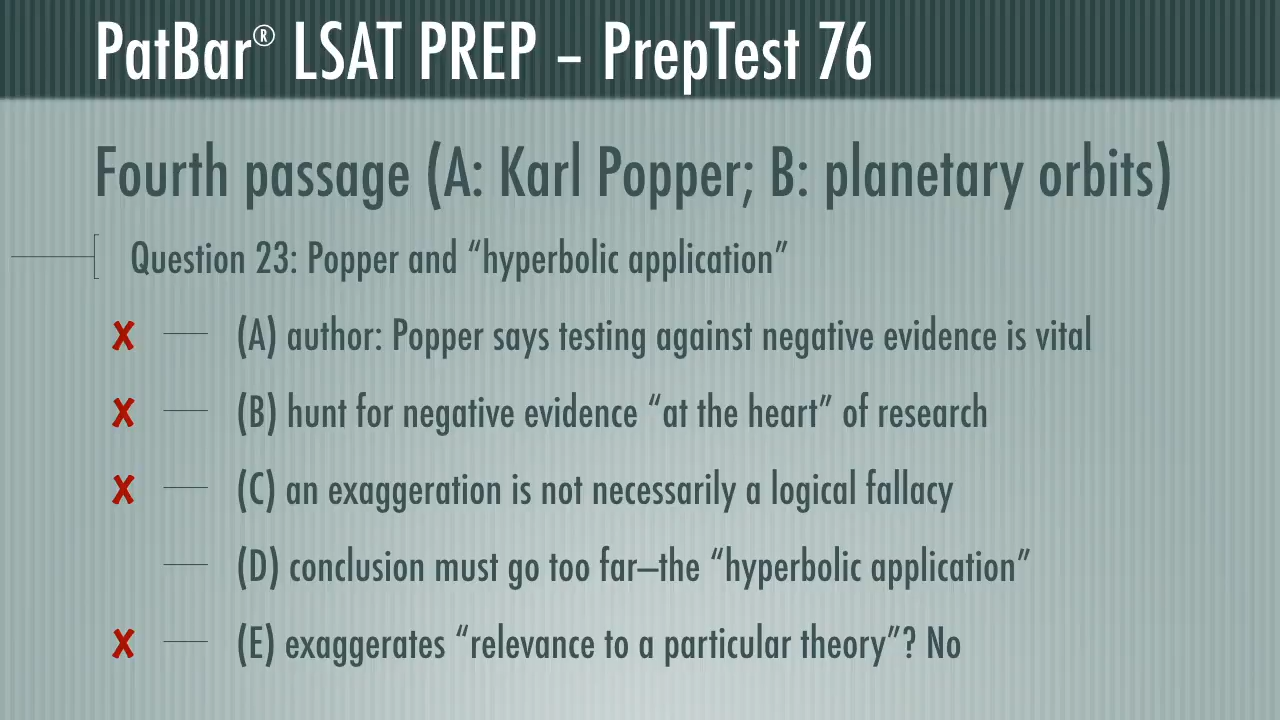 PatBar® LSAT PREP – PrepTest 76
Fourth passage (A: Karl Popper; B: planetary orbits)
Question 23: Popper and “hyperbolic application”
✗ (A) author: Popper says testing against negative evidence is vital
✗ (B) hunt for negative evidence “at the heart” of research
✗ (C) an exaggeration is not necessarily a logical fallacy
(D) conclusion must go too far–the “hyperbolic application”
✗ (E) exaggerates “relevance to a particular theory”? No